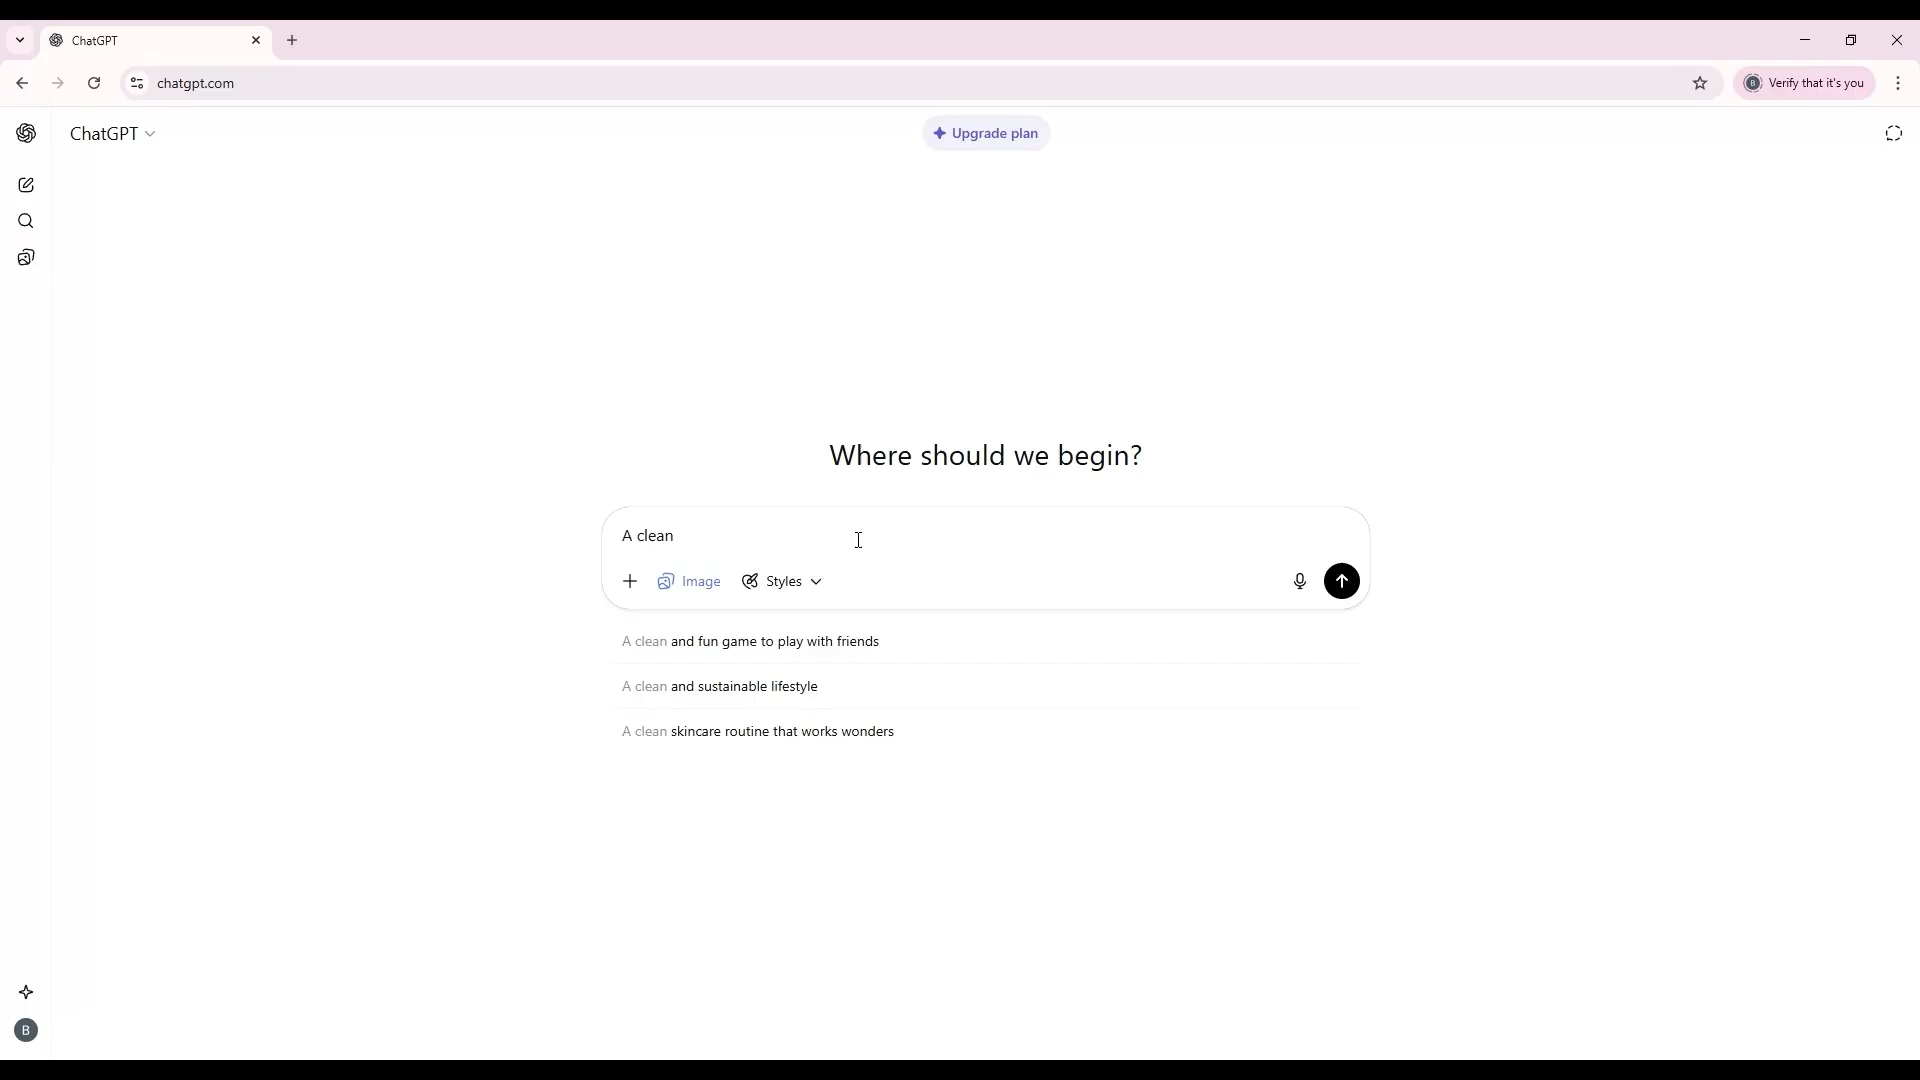 ChatGPT
chatgpt.com
Verify that it's you
ChatGPT
Upgrade plan
Where should we begin?
A clean
Image
Styles
A clean and fun game to play with friends
A clean and sustainable lifestyle
A clean skincare routine that works wonders
B